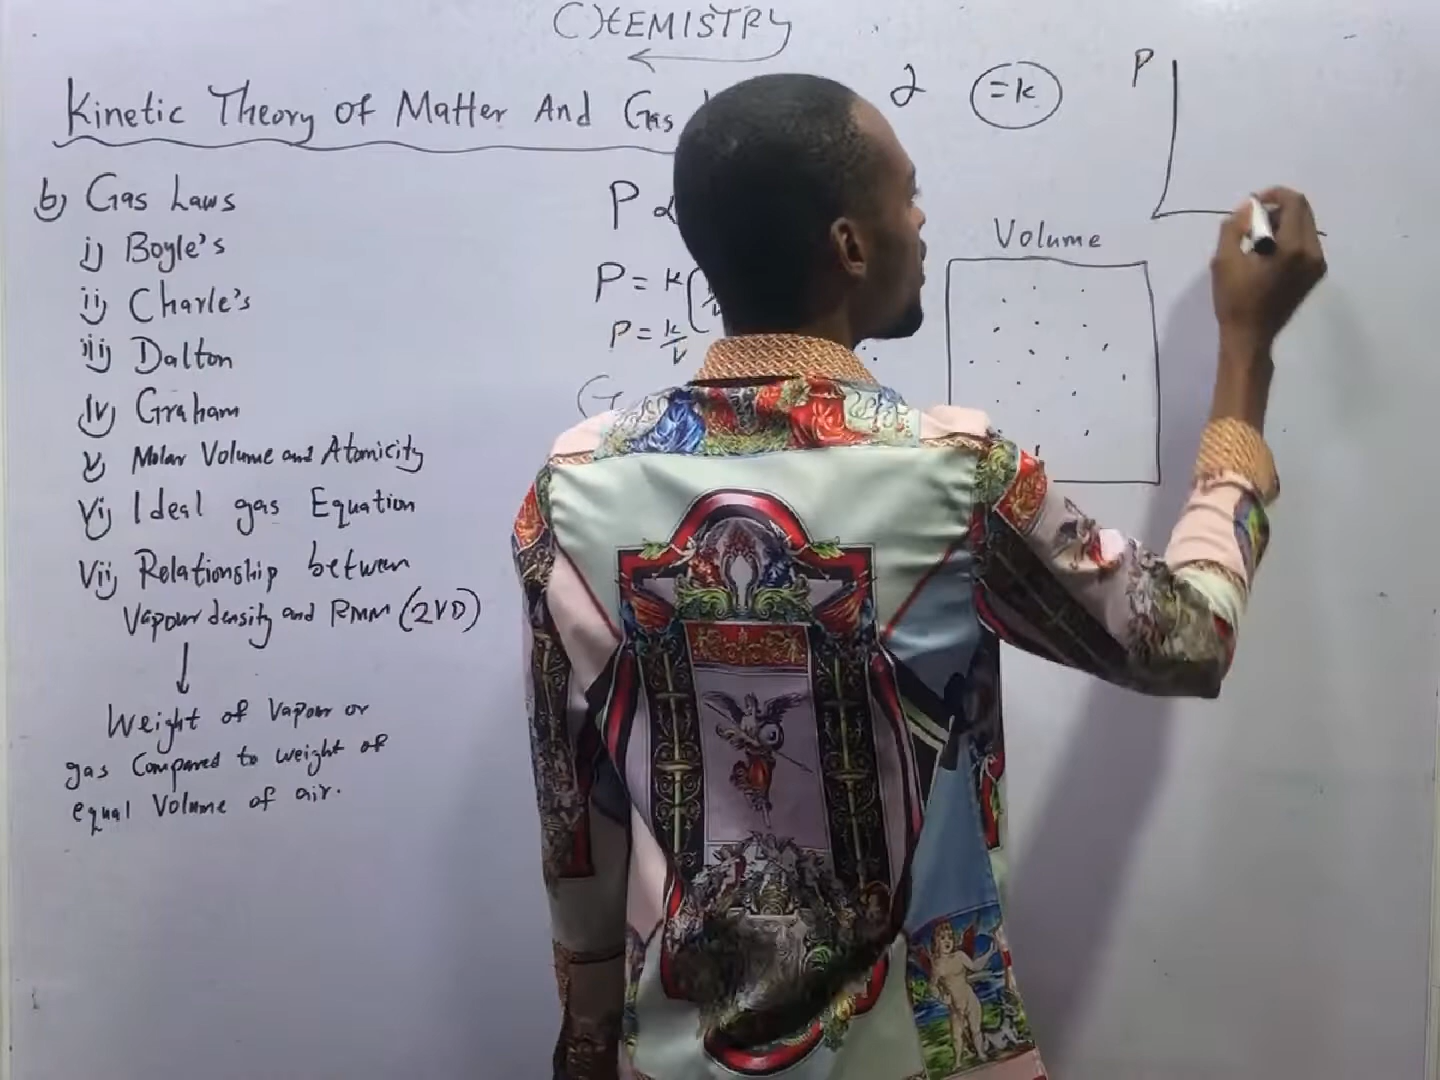 CHEMISTRY
Kinetic Theory Of Matter And Gas
b) Gas Laws
i) Boyle's
ii) Charle's
iii) Dalton
iv) Graham
v) Molar Volume and Atomicity
vi) Ideal gas Equation
vii) Relationship between
Vapour density and RMM (2VD)
Weight of Vapour or
gas Compared to weight of
equal Volume of air.
P α
P = k(
P = k/v
α
= k
P
Volume